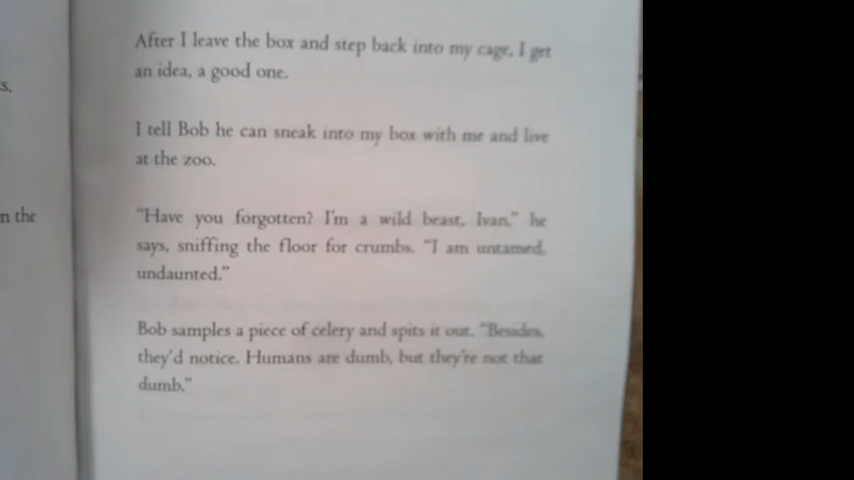 s,
n the
After I leave the box and step back into my cage, I get
an idea, a good one.
I tell Bob he can sneak into my box with me and live
at the zoo.
“Have you forgotten? I’m a wild beast, Ivan,” he
says, sniffing the floor for crumbs. “I am untamed,
undaunted.”
Bob samples a piece of celery and spits it out. “Besides,
they’d notice. Humans are dumb, but they’re not that
dumb.”